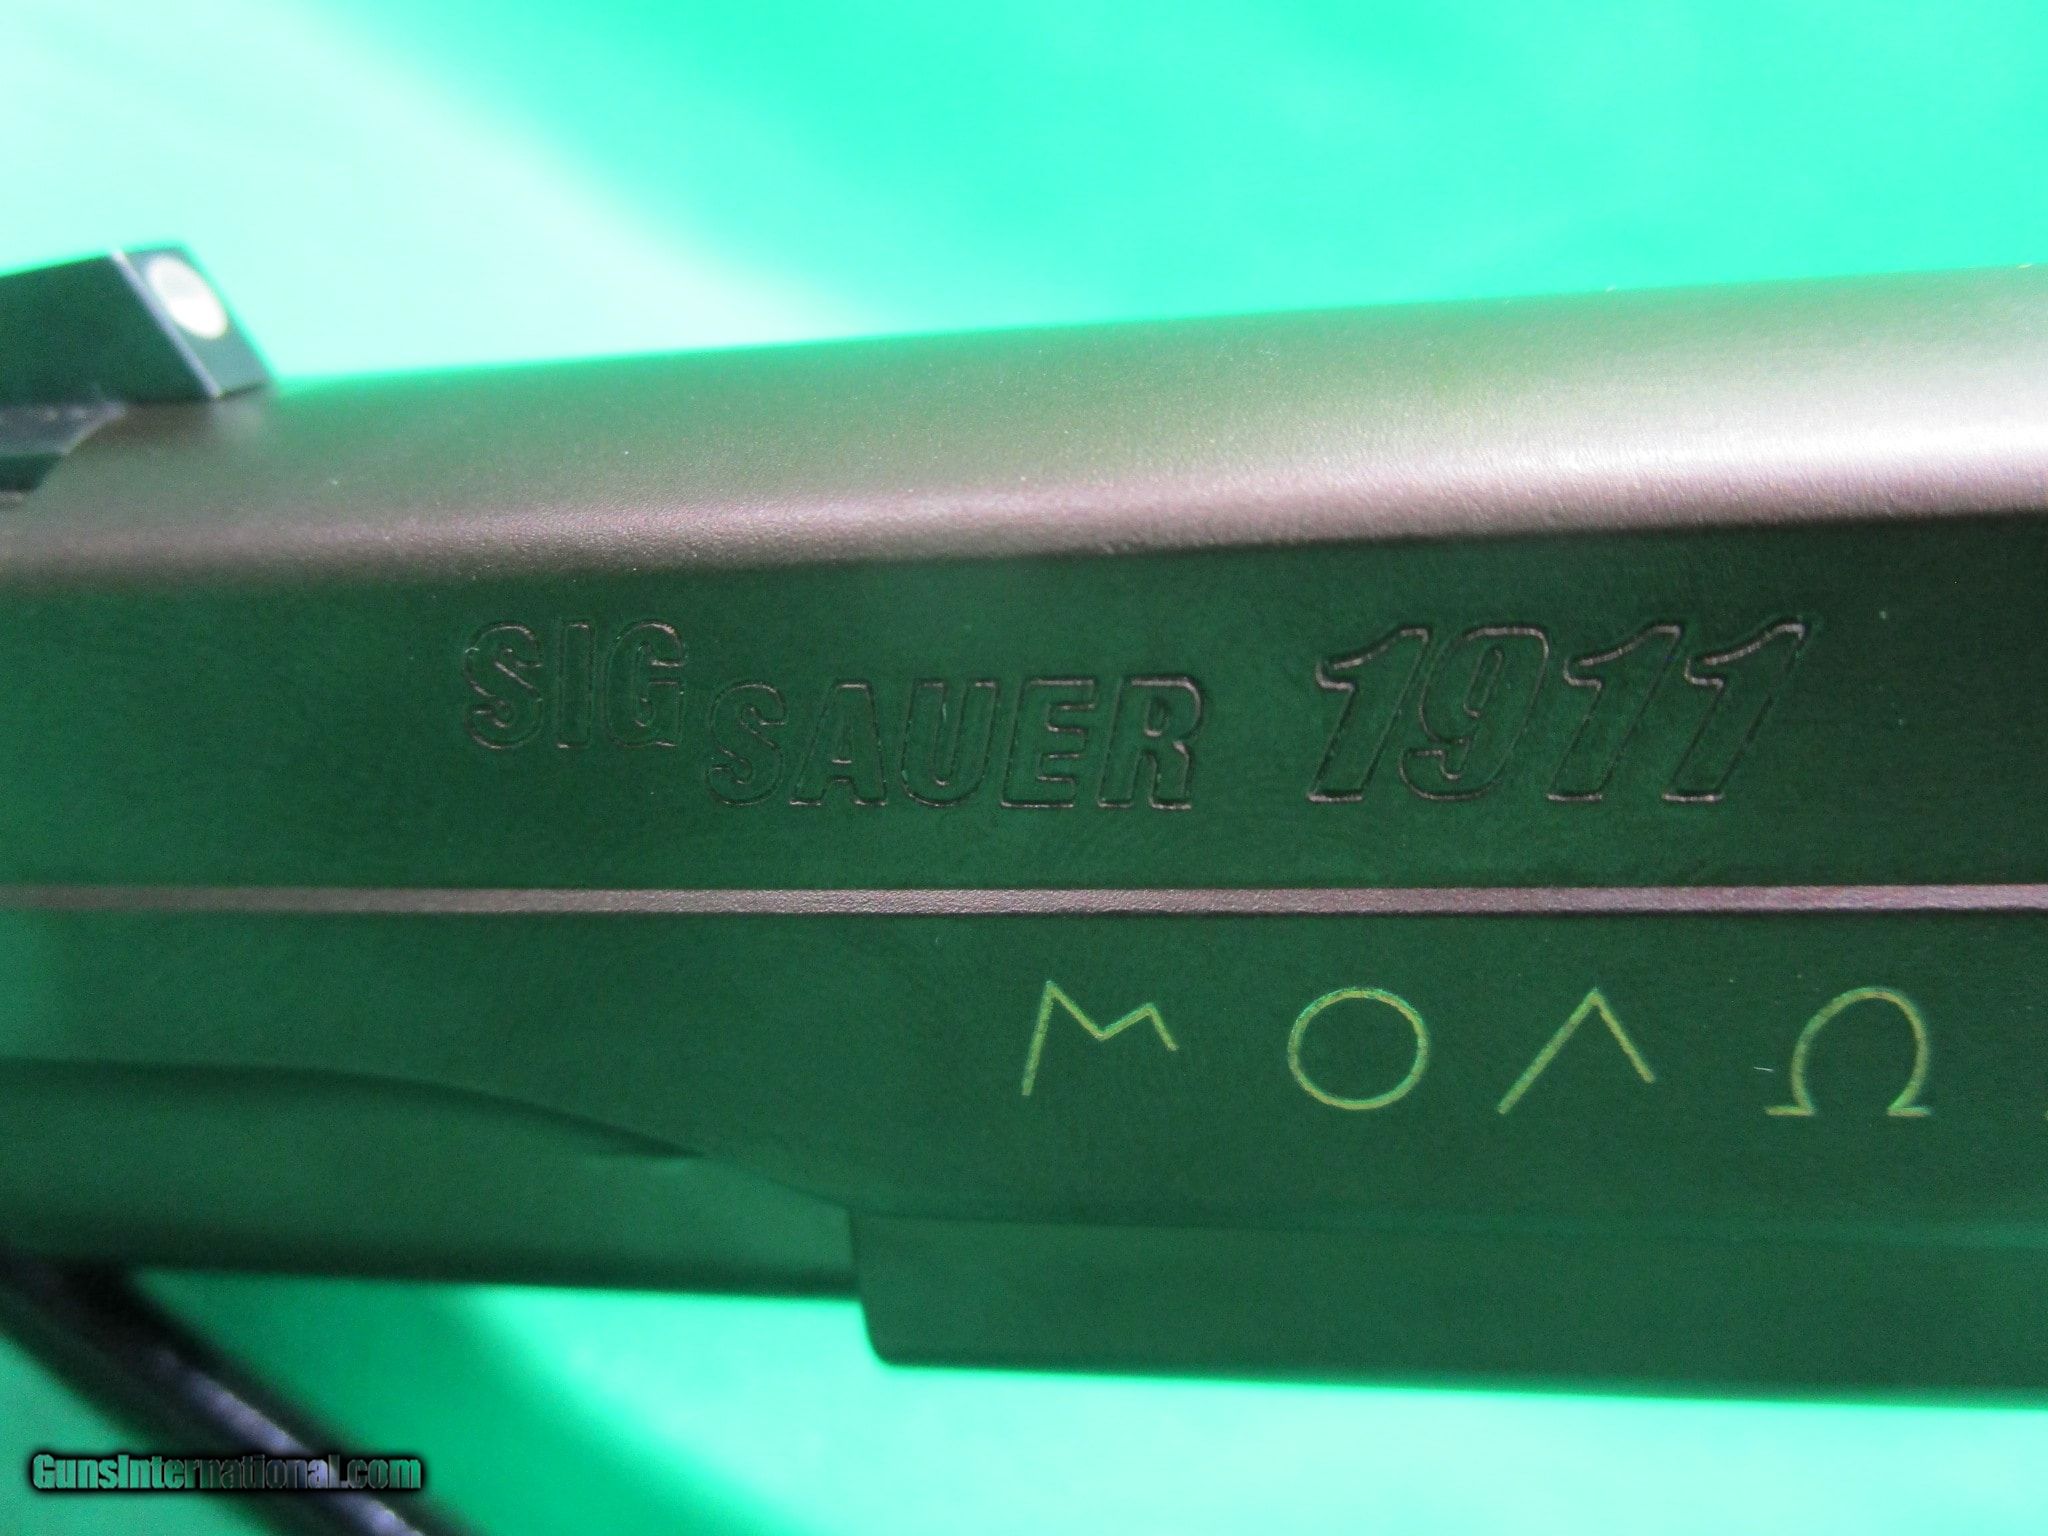 SIG SAUER 1911
ΜΟΛΩ
GunsInternational.com